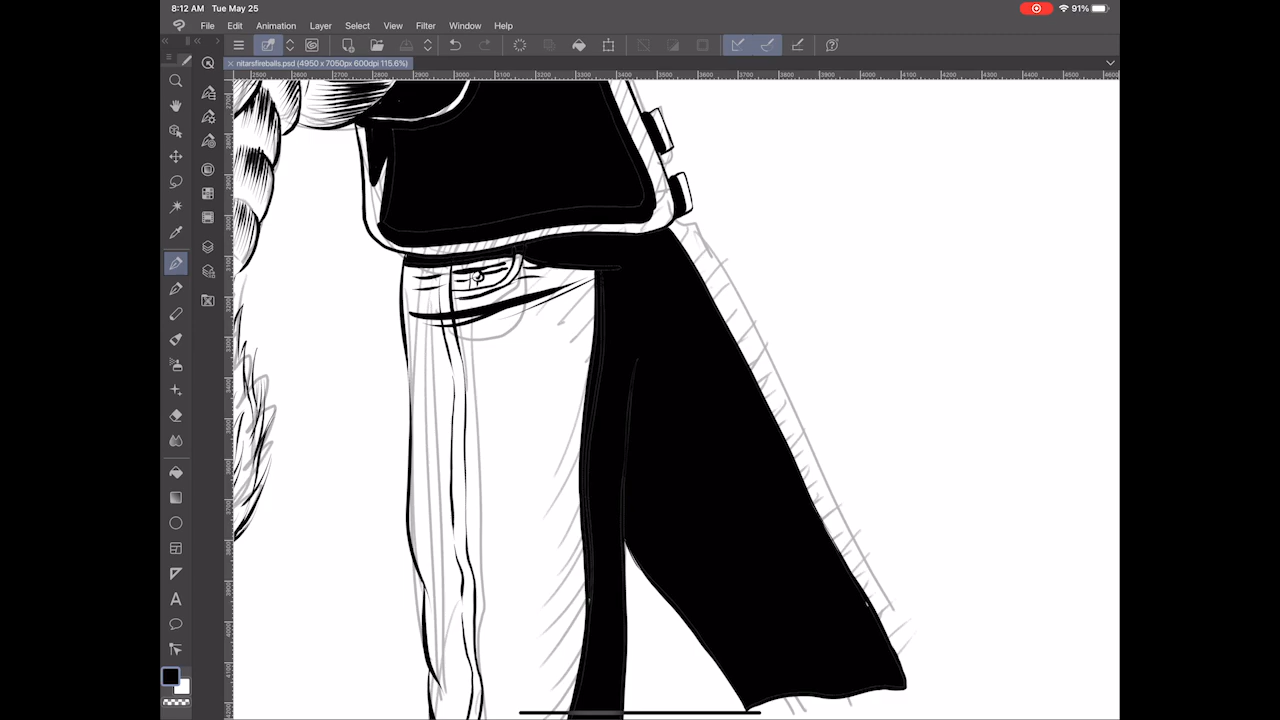 8:12 AM Tue May 25
91%
File Edit Animation Layer Select View Filter Window Help
nitarsfireballs.psd (4950 x 7050px 600dpi 115.6%)
2500 2600 2700 2800 2900 3000 3100 3200 3300 3400 3500 3600 3700 3800 3900 4000 4100 4200 4300 4400 4500 4600